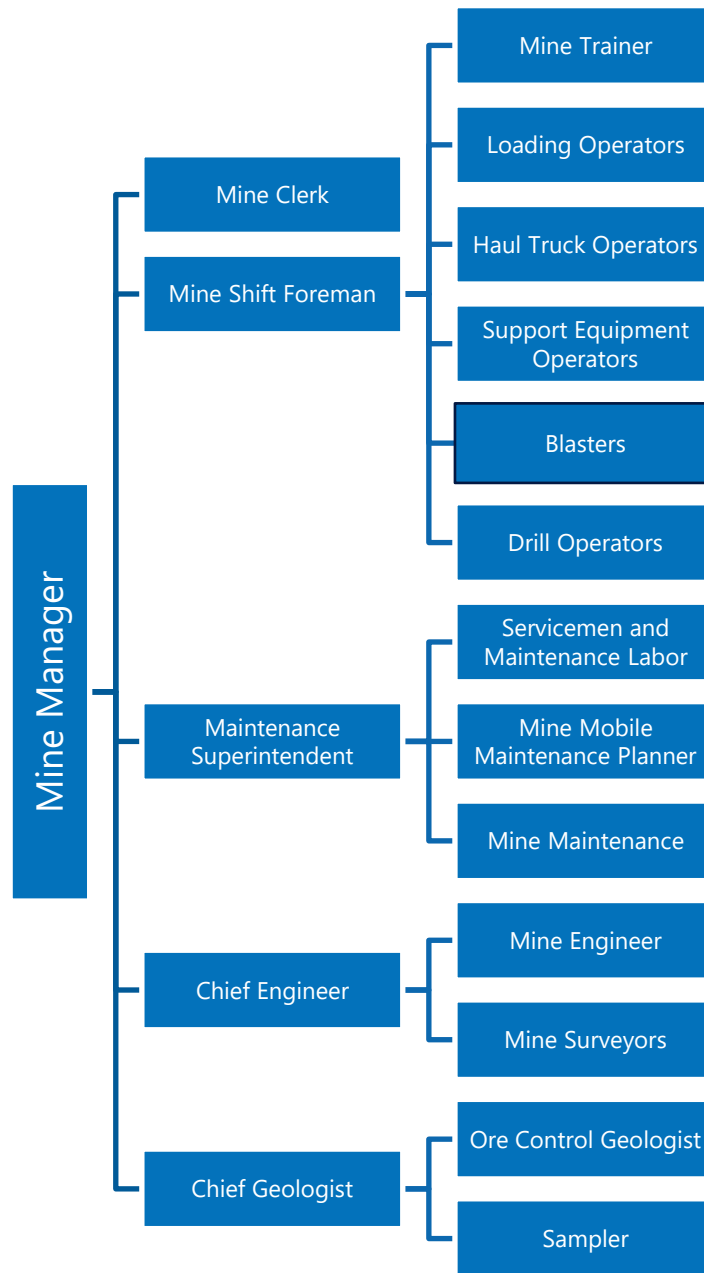 Mine Manager
Mine Clerk
Mine Shift Foreman
Mine Trainer
Loading Operators
Haul Truck Operators
Support Equipment
Operators
Blasters
Drill Operators
Maintenance
Superintendent
Servicemen and
Maintenance Labor
Mine Mobile
Maintenance Planner
Mine Maintenance
Chief Engineer
Mine Engineer
Mine Surveyors
Chief Geologist
Ore Control Geologist
Sampler